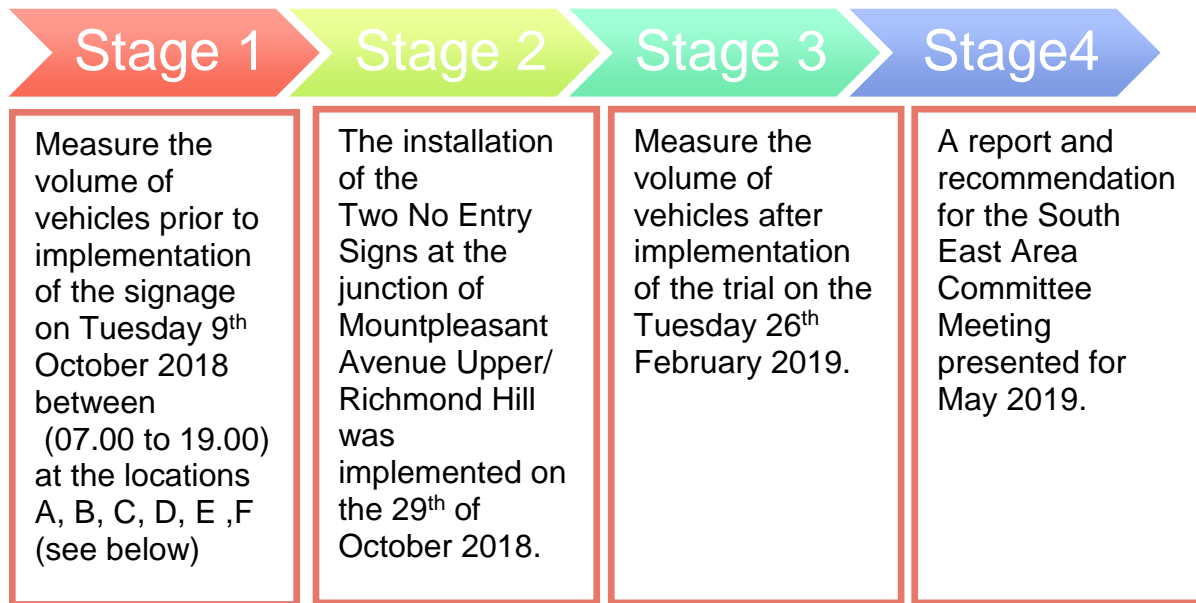 Stage 1
Stage 2
Stage 3
Stage4
Measure the
volume of
vehicles prior to
implementation
of the signage
on Tuesday 9th
October 2018
between
(07.00 to 19.00)
at the locations
A, B, C, D, E ,F
(see below)
The installation
of the
Two No Entry
Signs at the
junction of
Mountpleasant
Avenue Upper/
Richmond Hill
was
implemented on
the 29th of
October 2018.
Measure the
volume of
vehicles after
implementation
of the trial on the
Tuesday 26th
February 2019.
A report and
recommendation
for the South
East Area
Committee
Meeting
presented for
May 2019.